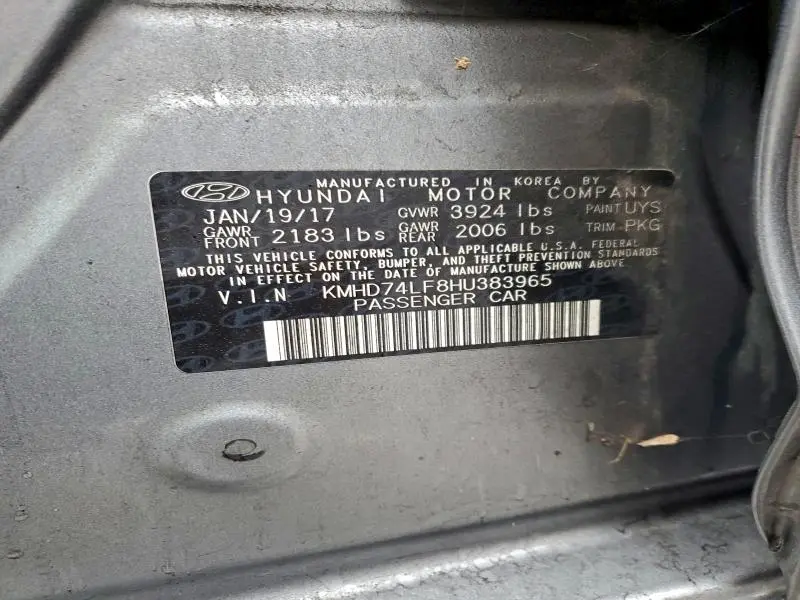 MANUFACTURED IN KOREA BY
HYUNDAI MOTOR COMPANY
JAN/19/17 GVWR 3924 lbs PAINT UYS
GAWR FRONT 2183 lbs GAWR REAR 2006 lbs TRIM PKG
THIS VEHICLE CONFORMS TO ALL APPLICABLE U.S.A. FEDERAL
MOTOR VEHICLE SAFETY, BUMPER, AND THEFT PREVENTION STANDARDS
IN EFFECT ON THE DATE OF MANUFACTURE SHOWN ABOVE.
V.I.N KMHD74LF8HU383965
PASSENGER CAR